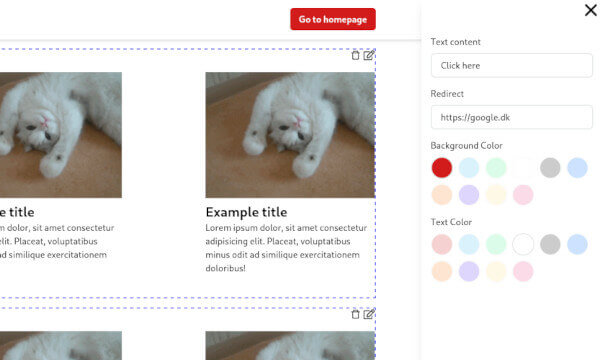 Go to homepage
Text content
Click here
Redirect
https://google.dk
Background Color
Text Color
title
dolor, sit amet consectetur
elit. Placeat, voluptatibus
ad similique exercitationem
Example title
Lorem ipsum dolor, sit amet consectetur
adipisicing elit. Placeat, voluptatibus
minus odit ad similique exercitationem
doloribus!